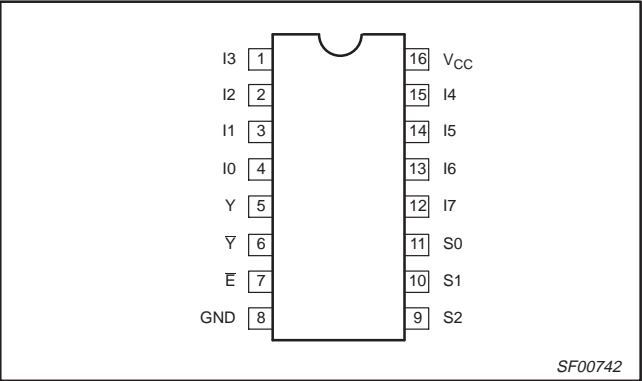 I3 1 16 VCC
I2 2 15 I4
I1 3 14 I5
I0 4 13 I6
Y 5 12 I7
Y̅ 6 11 S0
E̅ 7 10 S1
GND 8 9 S2
SF00742